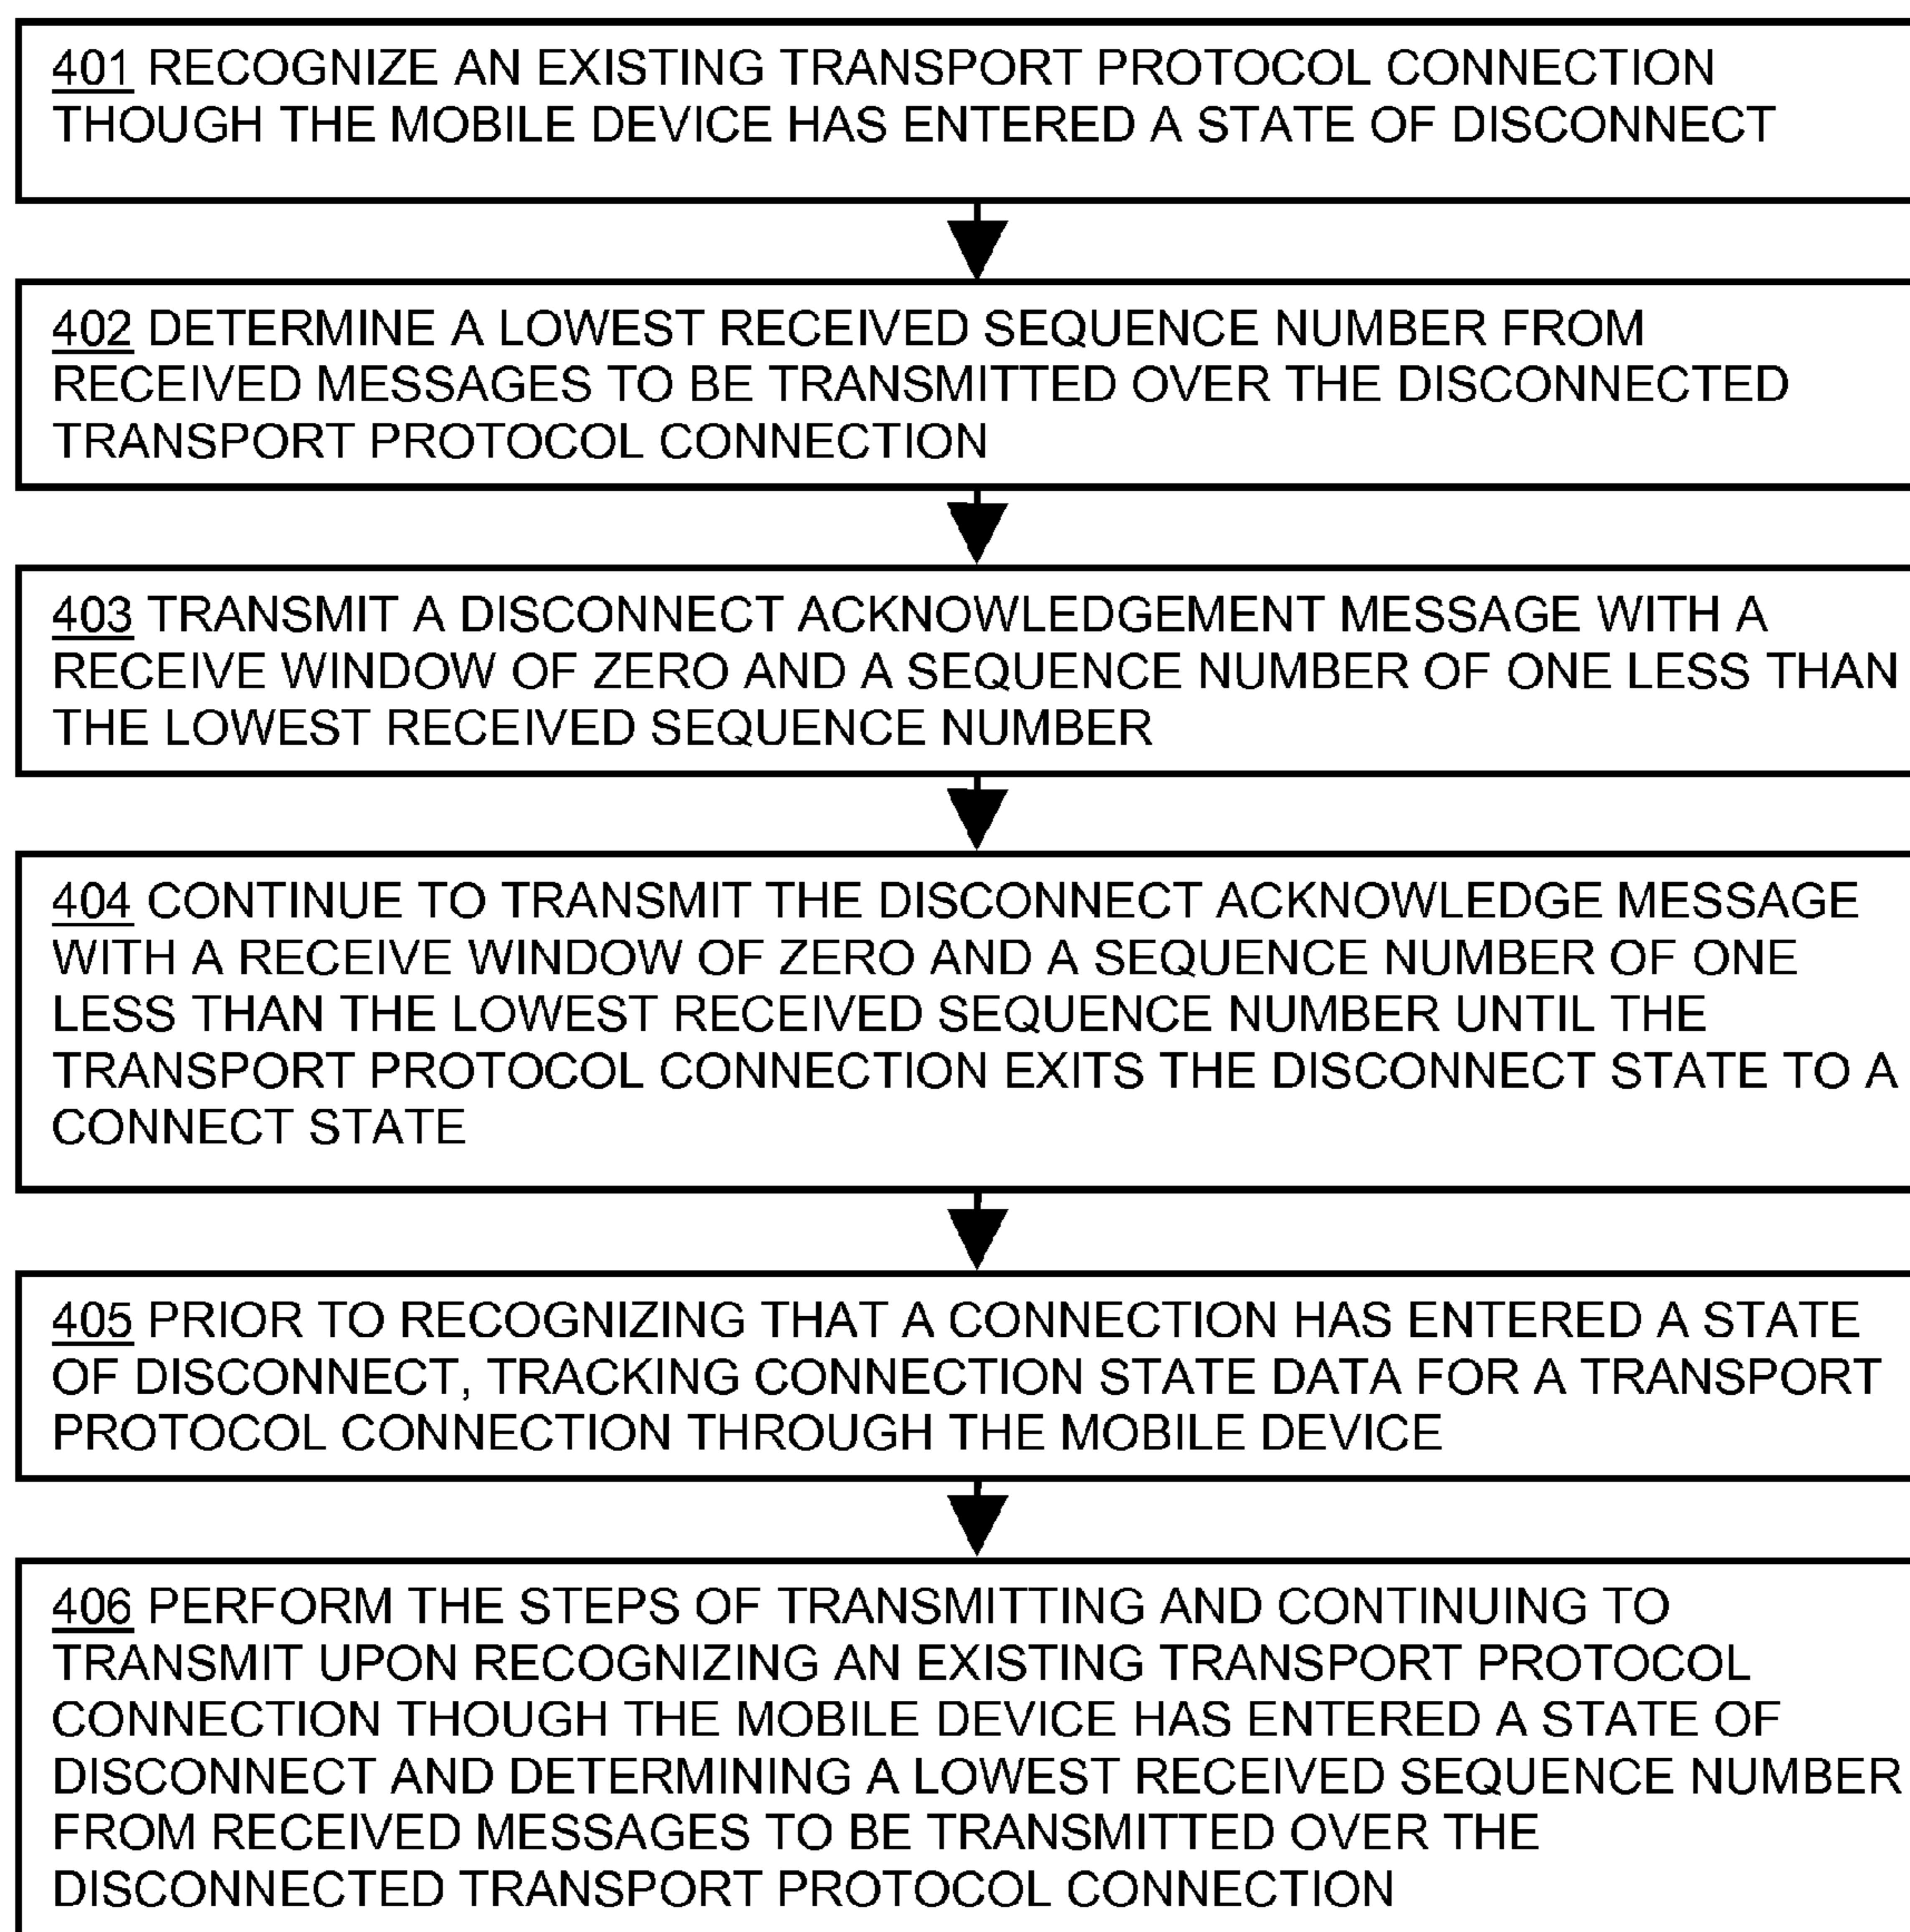 401 RECOGNIZE AN EXISTING TRANSPORT PROTOCOL CONNECTION
THOUGH THE MOBILE DEVICE HAS ENTERED A STATE OF DISCONNECT
402 DETERMINE A LOWEST RECEIVED SEQUENCE NUMBER FROM
RECEIVED MESSAGES TO BE TRANSMITTED OVER THE DISCONNECTED
TRANSPORT PROTOCOL CONNECTION
403 TRANSMIT A DISCONNECT ACKNOWLEDGEMENT MESSAGE WITH A
RECEIVE WINDOW OF ZERO AND A SEQUENCE NUMBER OF ONE LESS THAN
THE LOWEST RECEIVED SEQUENCE NUMBER
404 CONTINUE TO TRANSMIT THE DISCONNECT ACKNOWLEDGE MESSAGE
WITH A RECEIVE WINDOW OF ZERO AND A SEQUENCE NUMBER OF ONE
LESS THAN THE LOWEST RECEIVED SEQUENCE NUMBER UNTIL THE
TRANSPORT PROTOCOL CONNECTION EXITS THE DISCONNECT STATE TO A
CONNECT STATE
405 PRIOR TO RECOGNIZING THAT A CONNECTION HAS ENTERED A STATE
OF DISCONNECT, TRACKING CONNECTION STATE DATA FOR A TRANSPORT
PROTOCOL CONNECTION THROUGH THE MOBILE DEVICE
406 PERFORM THE STEPS OF TRANSMITTING AND CONTINUING TO
TRANSMIT UPON RECOGNIZING AN EXISTING TRANSPORT PROTOCOL
CONNECTION THOUGH THE MOBILE DEVICE HAS ENTERED A STATE OF
DISCONNECT AND DETERMINING A LOWEST RECEIVED SEQUENCE NUMBER
FROM RECEIVED MESSAGES TO BE TRANSMITTED OVER THE
DISCONNECTED TRANSPORT PROTOCOL CONNECTION